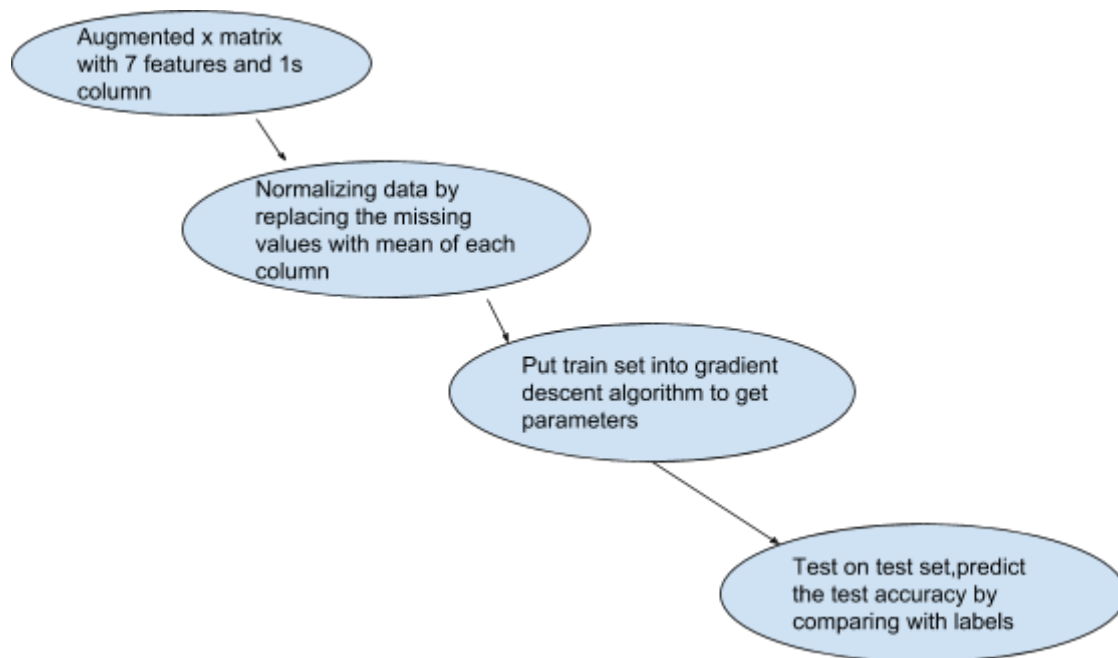 Augmented x matrix
with 7 features and 1s
column
Normalizing data by
replacing the missing
values with mean of each
column
Put train set into gradient
descent algorithm to get
parameters
Test on test set,predict
the test accuracy by
comparing with labels